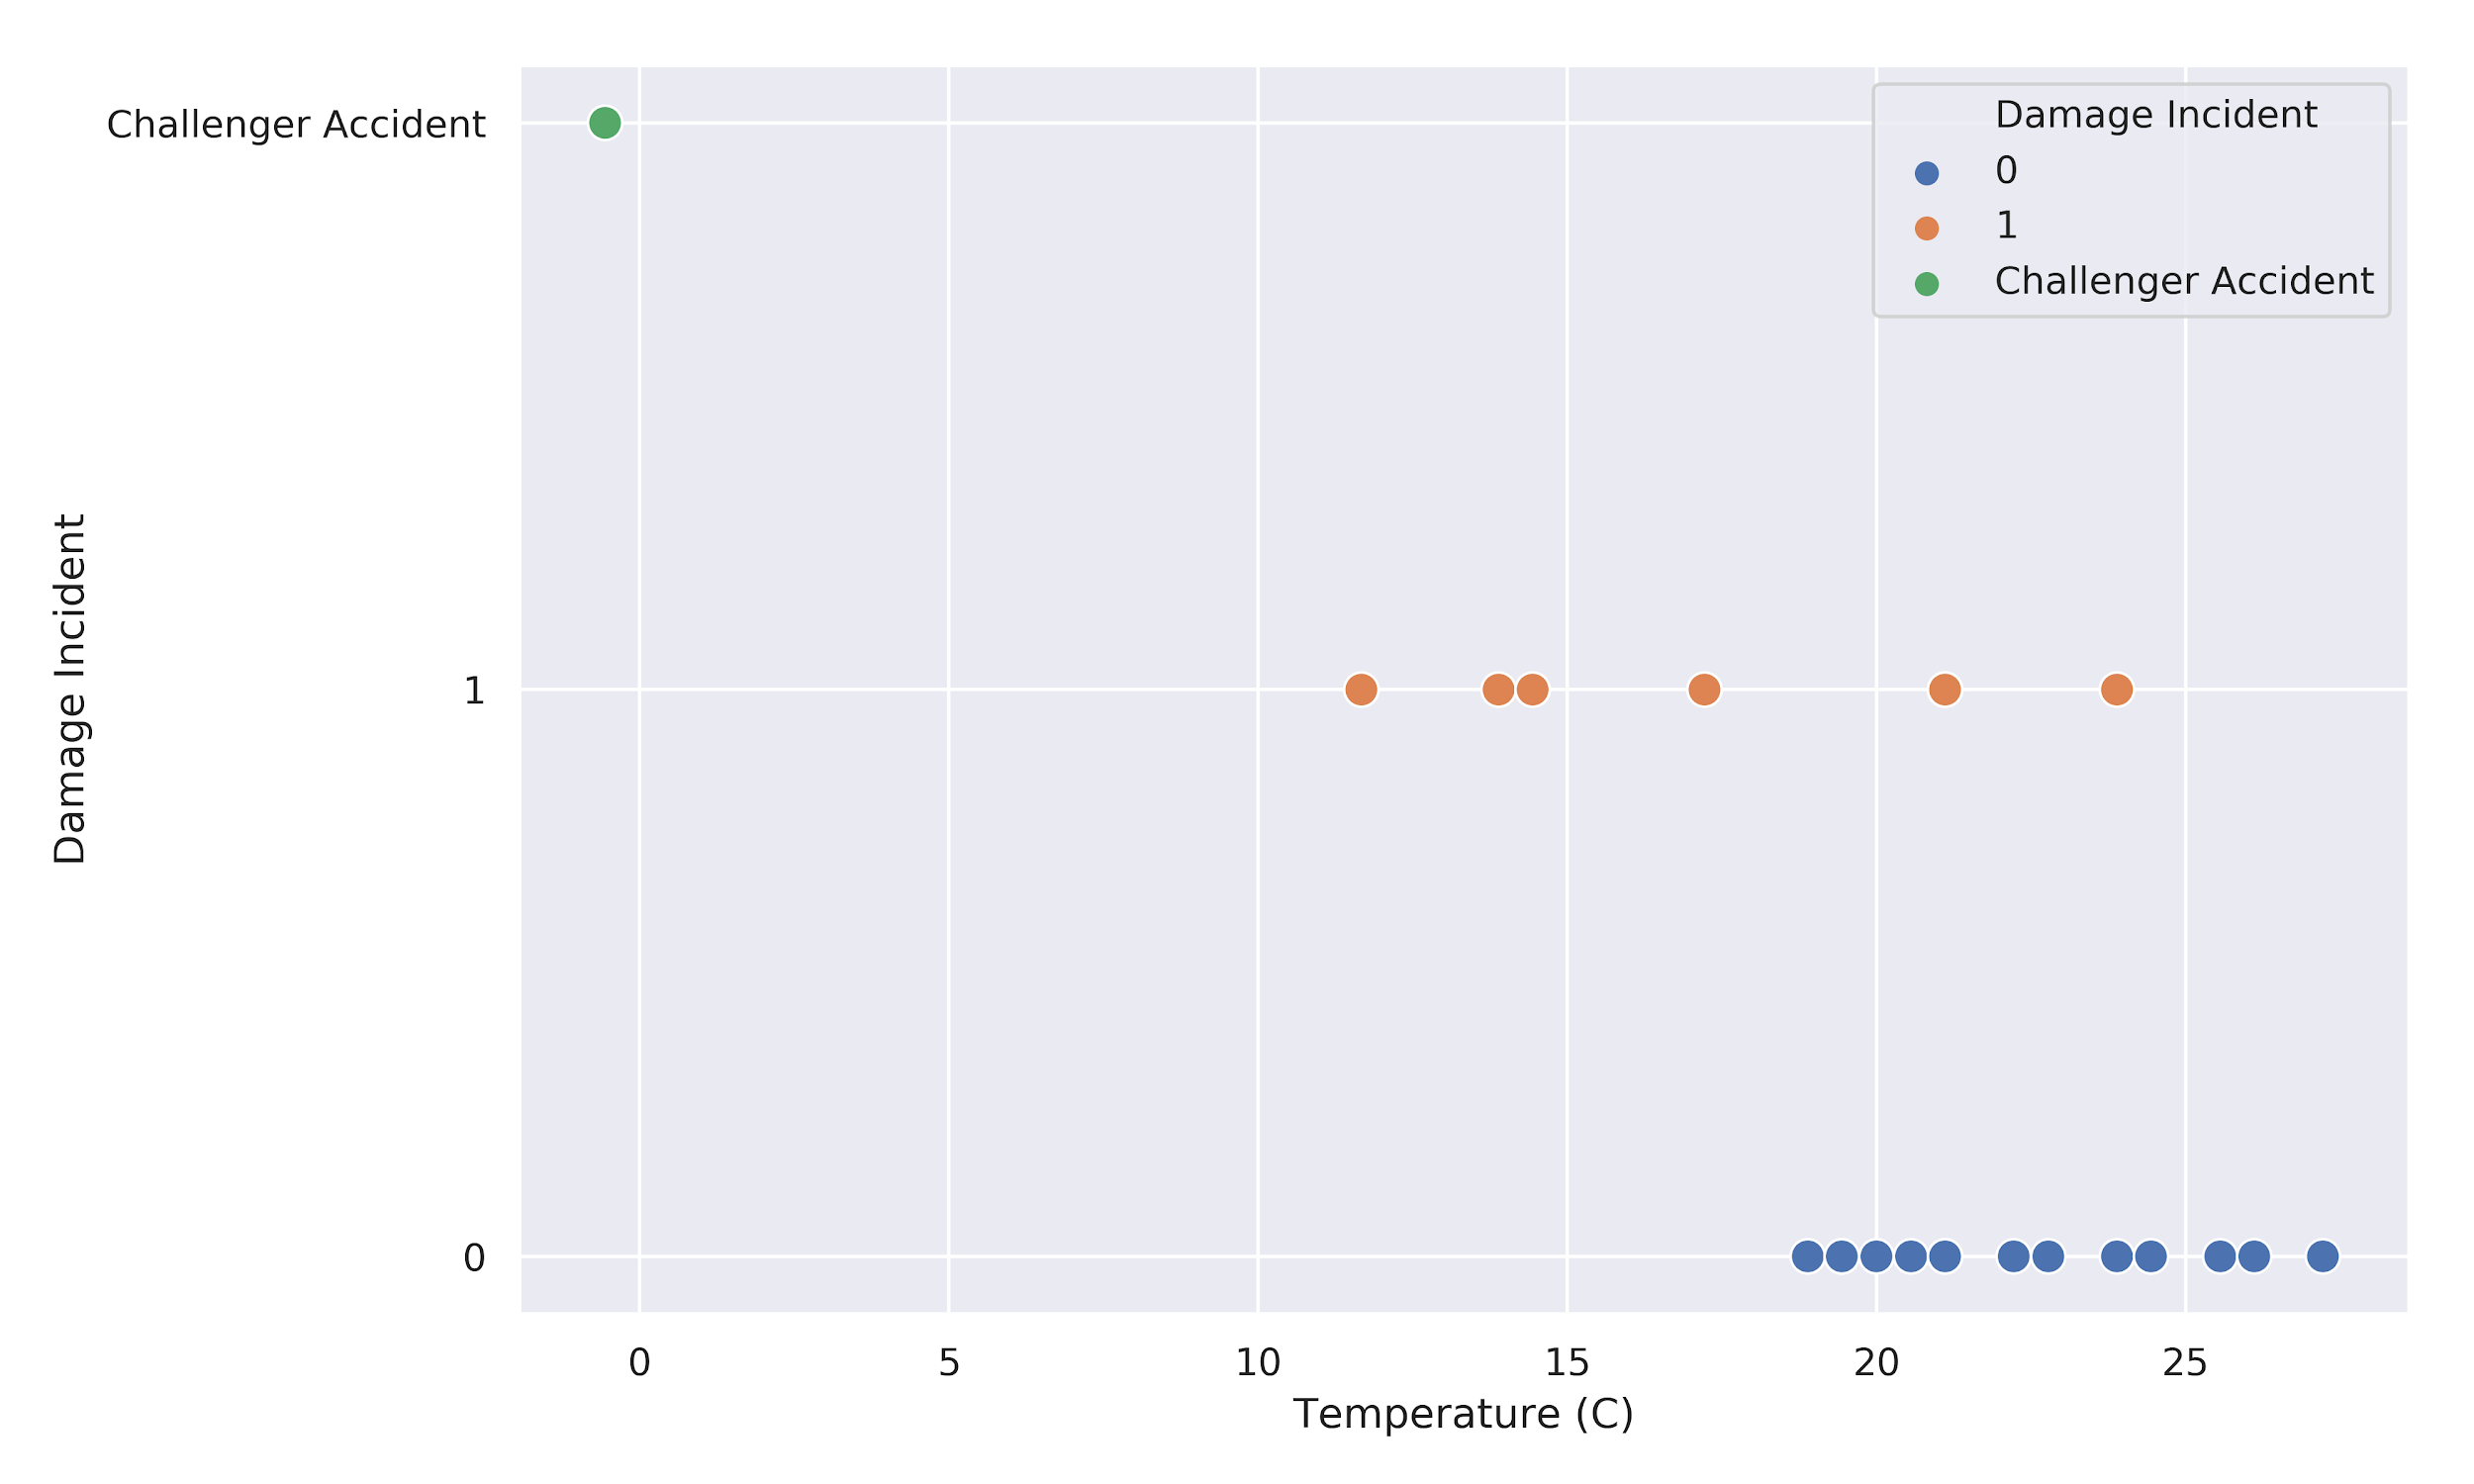 Challenger Accident
1
0
Damage Incident
0
5
10
15
20
25
Temperature (C)
Damage Incident
0
1
Challenger Accident